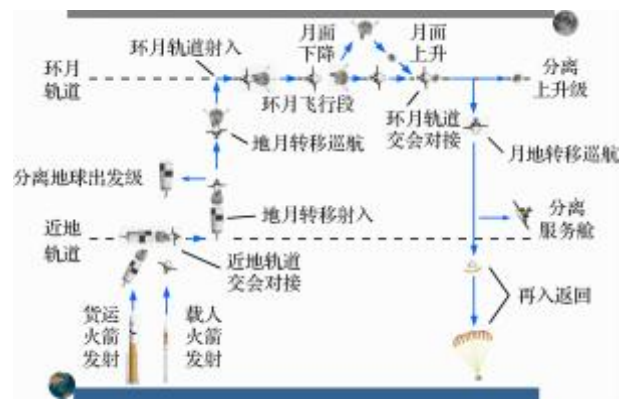 环月轨道射入
月面
下降
月面
上升
环月
轨道
环月飞行段
环月轨道
交会对接
分离
上升级
地月转移巡航
月地转移巡航
分离地球出发级
地月转移射入
分离
服务舱
近地
轨道
近地轨道
交会对接
货运
火箭
发射
载人
火箭
发射
再入返回